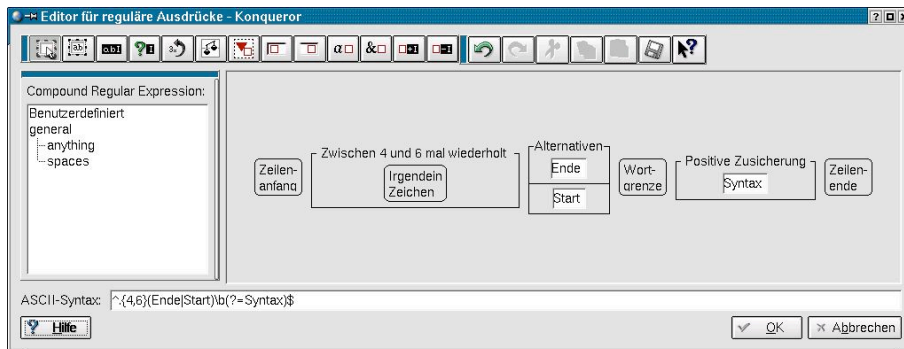 Editor für reguläre Ausdrücke - Konqueror
Compound Regular Expression:
Benutzerdefiniert
general
anything
spaces
Zeilen-
anfang
Zwischen 4 und 6 mal wiederholt
Irgendein
Zeichen
Alternativen
Ende
Start
Wort-
grenze
Positive Zusicherung
Syntax
Zeilen-
ende
ASCII-Syntax: ^.{4,6}(Ende|Start)\b(?=Syntax)$
Hilfe
OK
Abbrechen